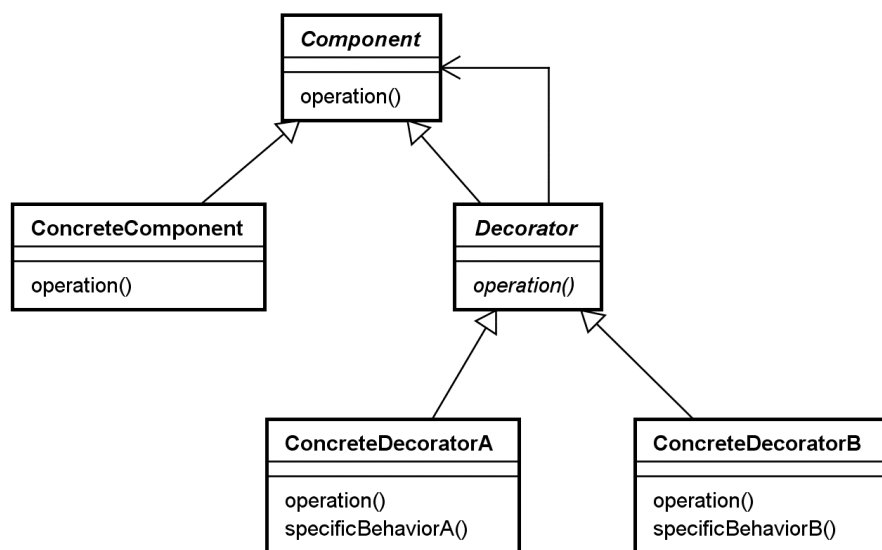 Component
operation()
ConcreteComponent
operation()
Decorator
operation()
ConcreteDecoratorA
operation()
specificBehaviorA()
ConcreteDecoratorB
operation()
specificBehaviorB()